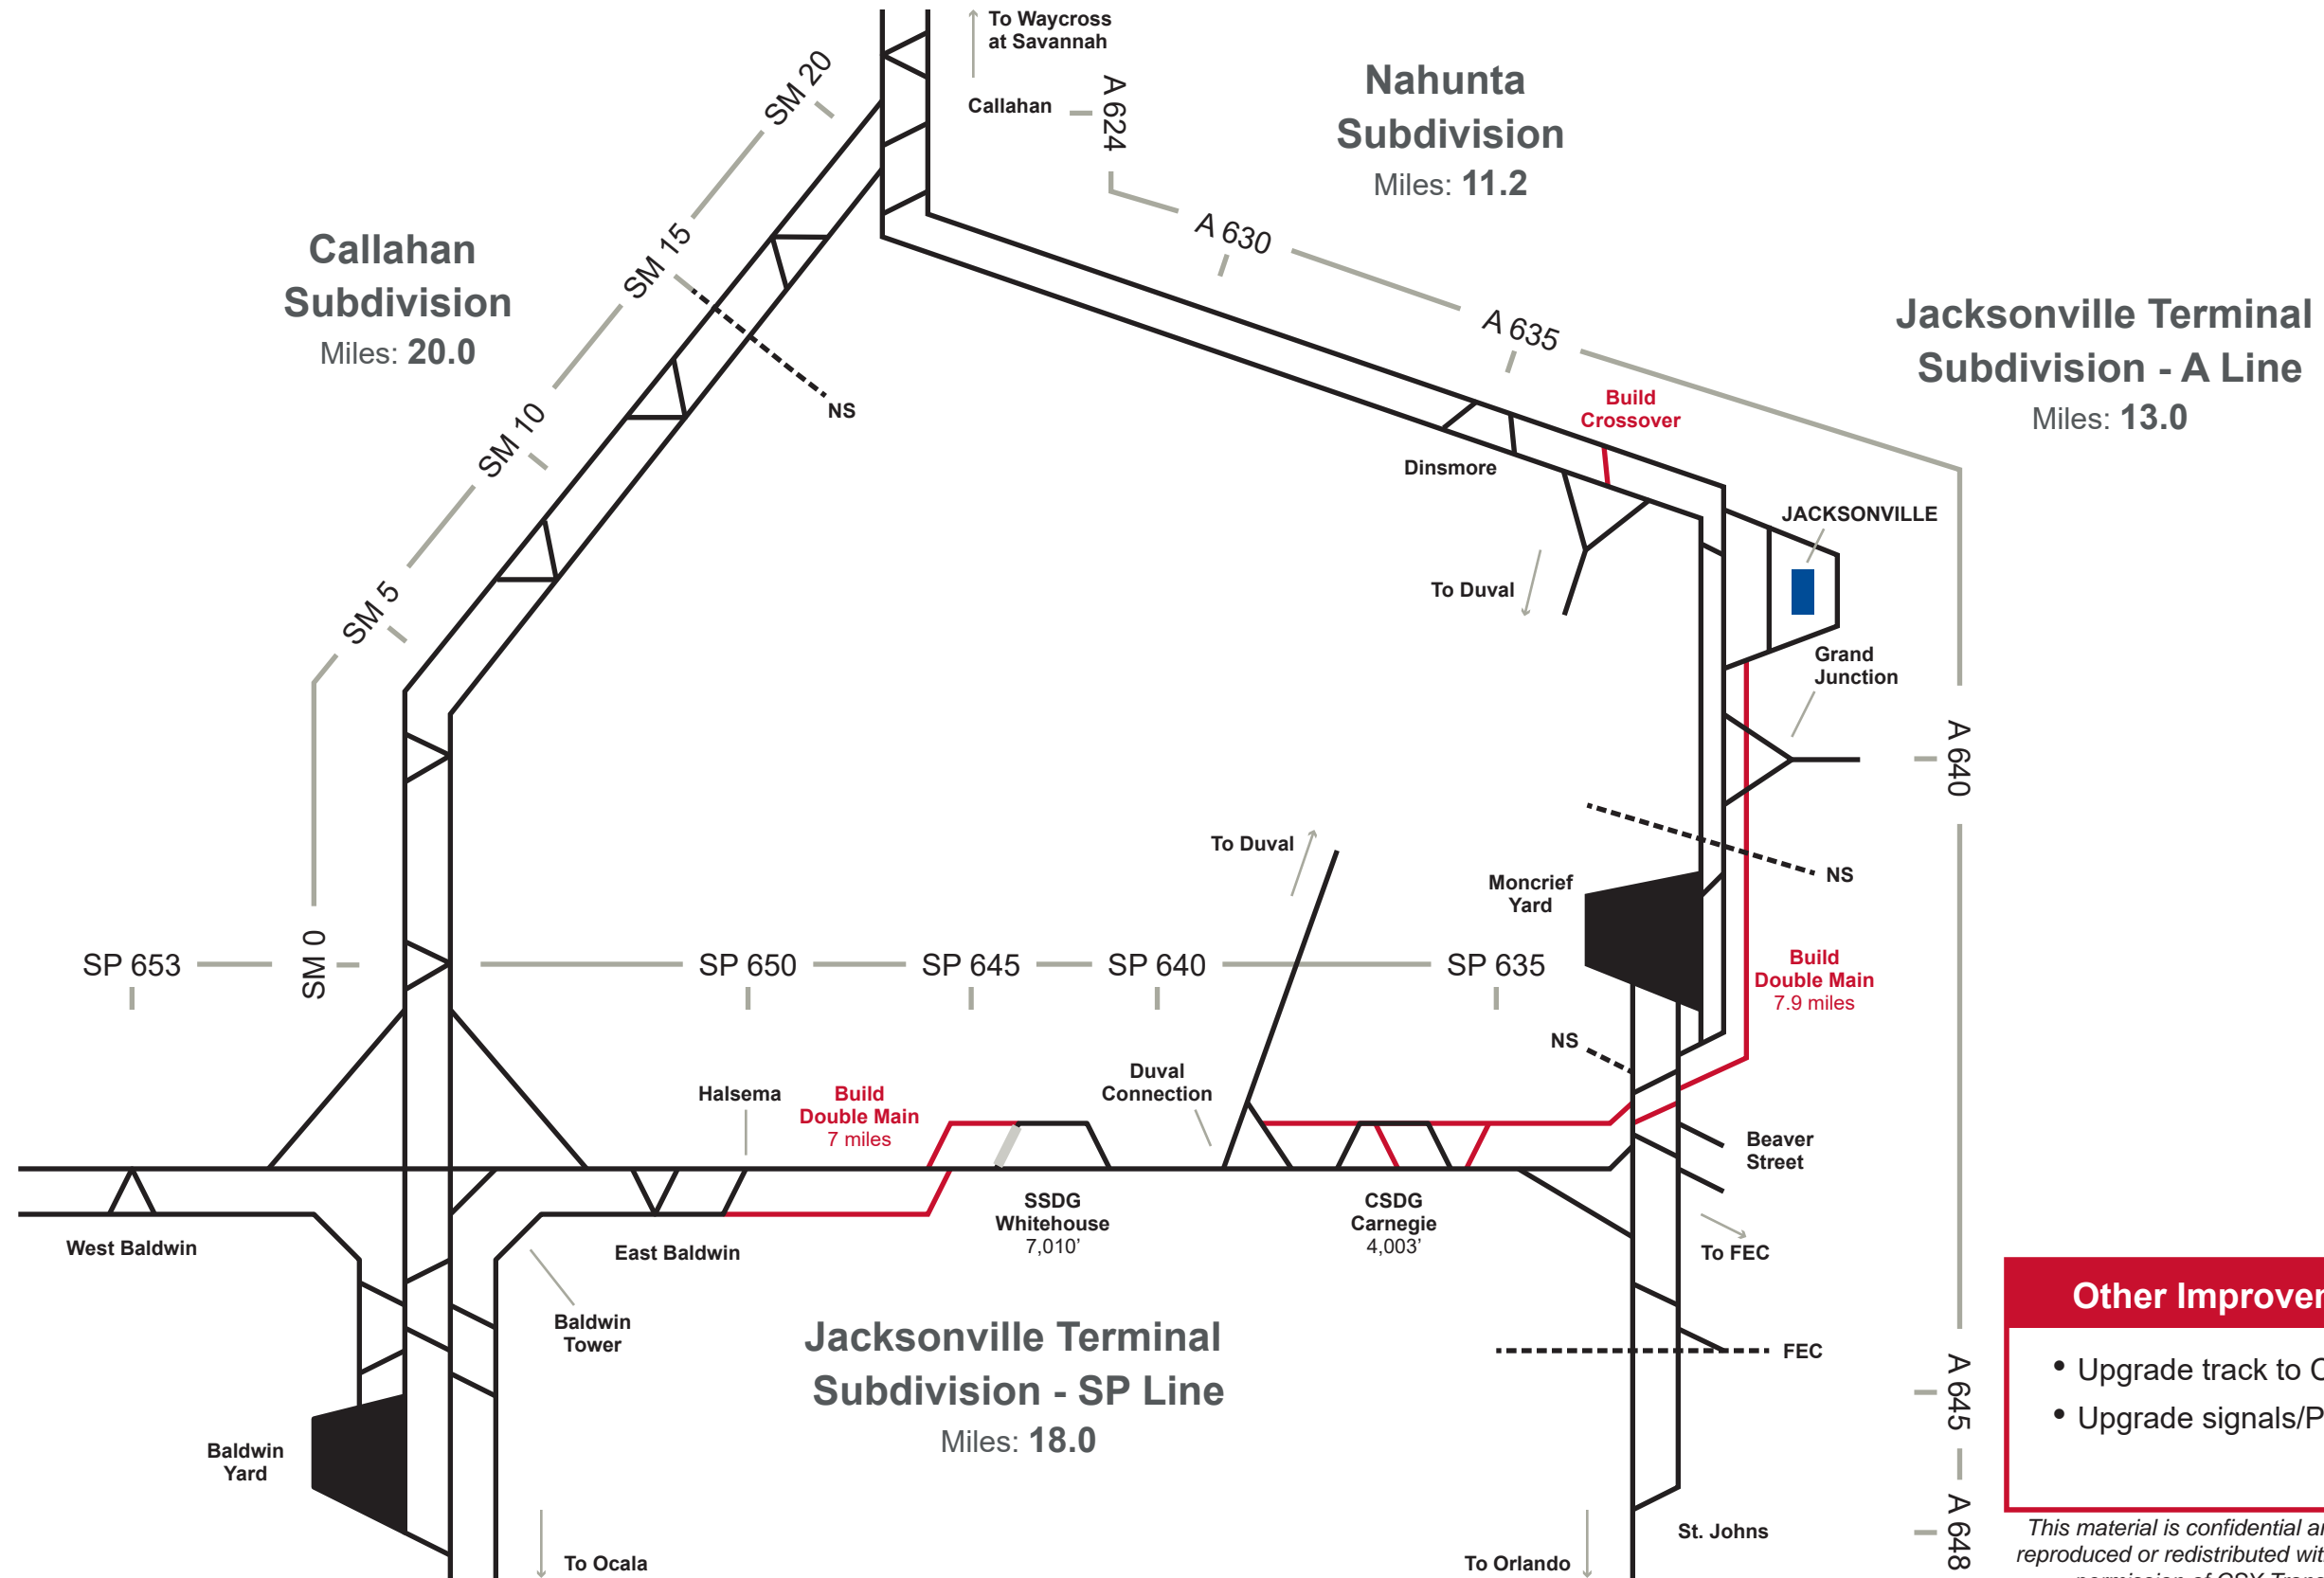 To Waycross
at Savannah
Callahan
A 624
Nahunta
Subdivision
Miles: 11.2
SM 20
A 630
SM 15
Callahan
Subdivision
Miles: 20.0
NS
A 635
Jacksonville Terminal
Subdivision - A Line
Miles: 13.0
Build
Crossover
Dinsmore
SM 10
JACKSONVILLE
To Duval
SM 5
Grand
Junction
A 640
To Duval
NS
Moncrief
Yard
SP 653
SM 0
SP 650
SP 645
SP 640
SP 635
Build
Double Main
7.9 miles
NS
Duval
Connection
Halsema
Build
Double Main
7 miles
Beaver
Street
SSDG
Whitehouse
7,010’
CSDG
Carnegie
4,003’
West Baldwin
East Baldwin
To FEC
Baldwin
Tower
Jacksonville Terminal
Subdivision - SP Line
Miles: 18.0
FEC
A 645
Baldwin
Yard
A 648
St. Johns
To Ocala
To Orlando
Other
• Upgrade track to
• Upgrade
This material is confidential
reproduced or redistributed
permission of CSX